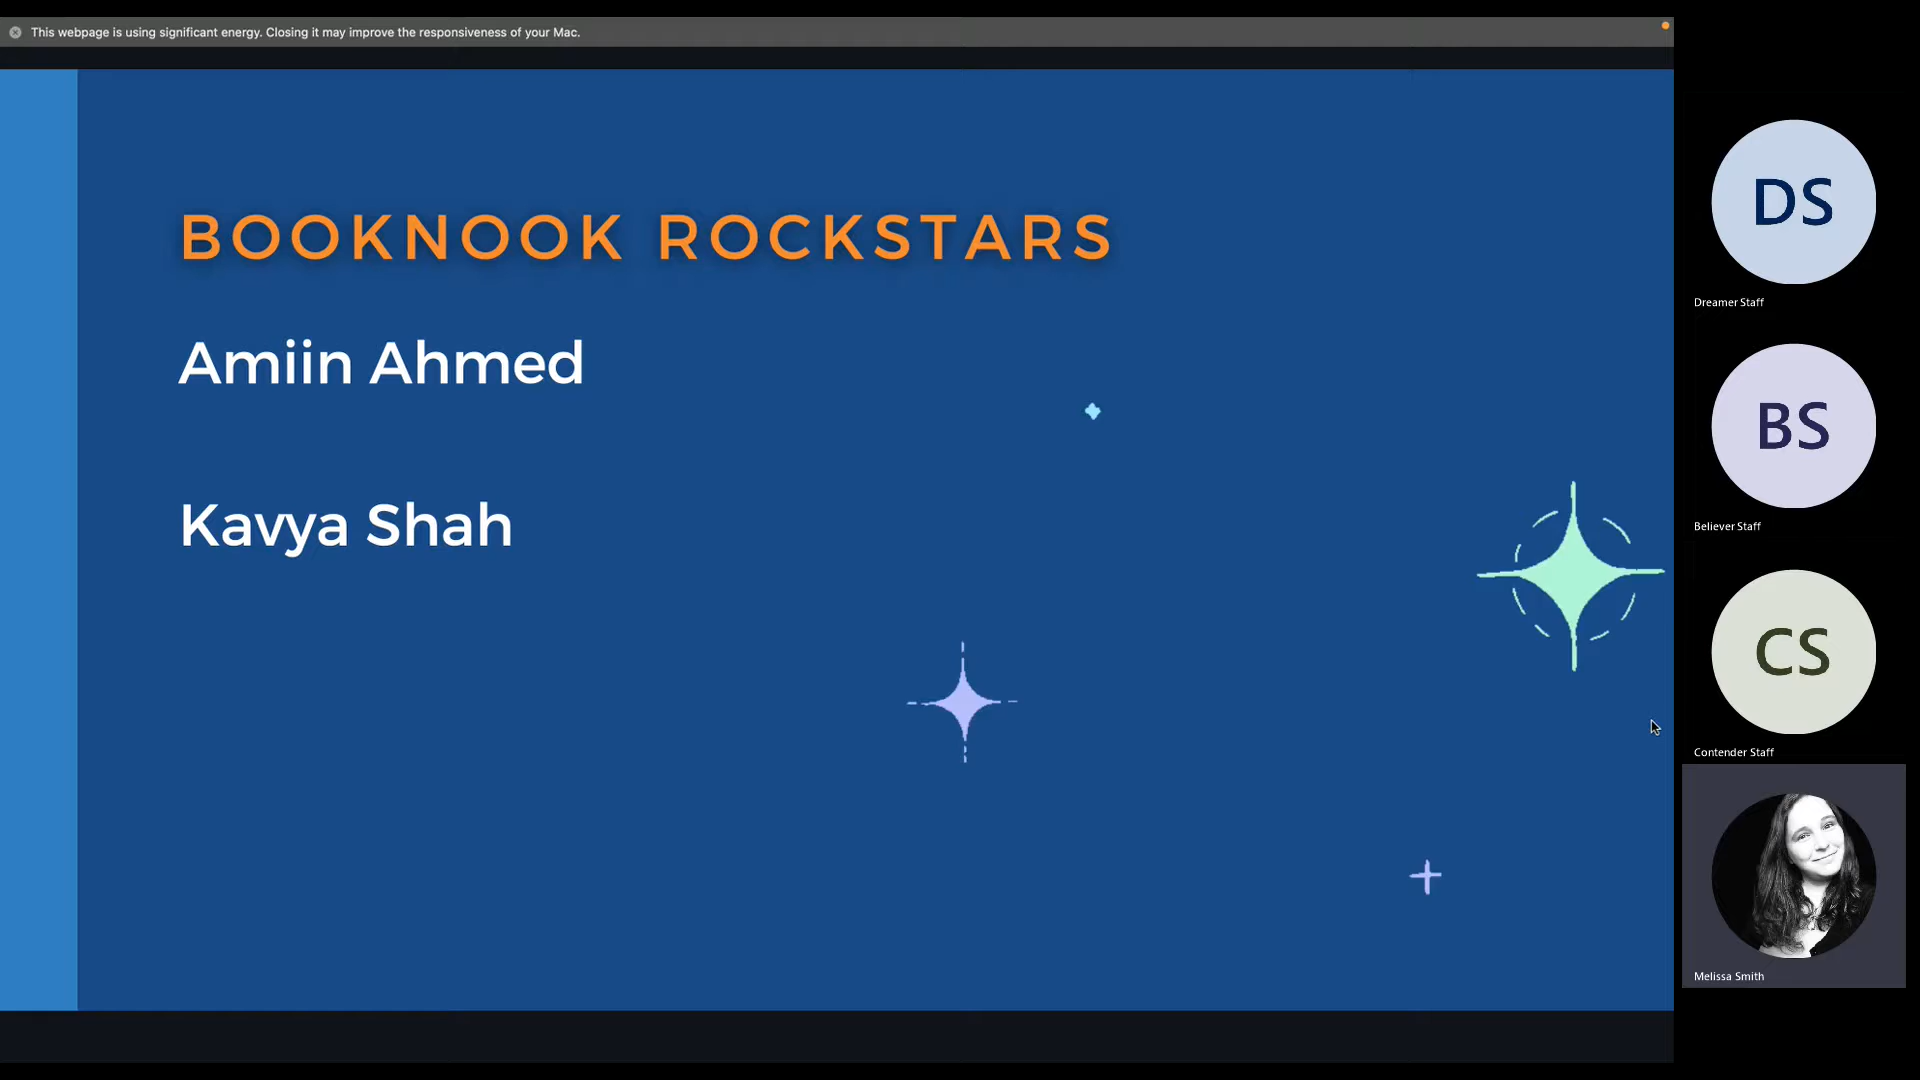 This webpage is using significant energy. Closing it may improve the responsiveness of your Mac.
BOOKNOOK ROCKSTARS
Amiin Ahmed
Kavya Shah
DS
Dreamer Staff
BS
Believer Staff
CS
Contender Staff
Melissa Smith